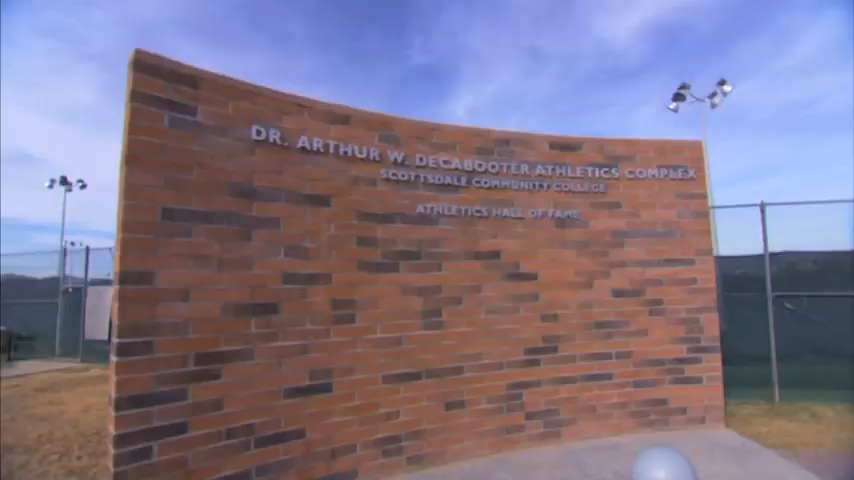 DR. ARTHUR W. DECABOOTER ATHLETICS COMPLEX
SCOTTSDALE COMMUNITY COLLEGE
ATHLETICS HALL OF FAME